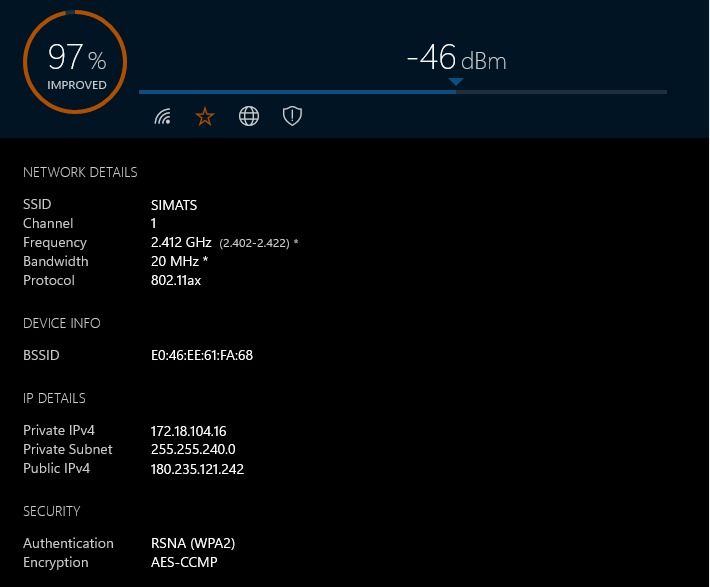 97 %
IMPROVED
-46 dBm
NETWORK DETAILS
SSID SIMATS
Channel 1
Frequency 2.412 GHz (2.402-2.422) *
Bandwidth 20 MHz *
Protocol 802.11ax
DEVICE INFO
BSSID E0:46:EE:61:FA:68
IP DETAILS
Private IPv4 172.18.104.16
Private Subnet 255.255.240.0
Public IPv4 180.235.121.242
SECURITY
Authentication RSNA (WPA2)
Encryption AES-CCMP